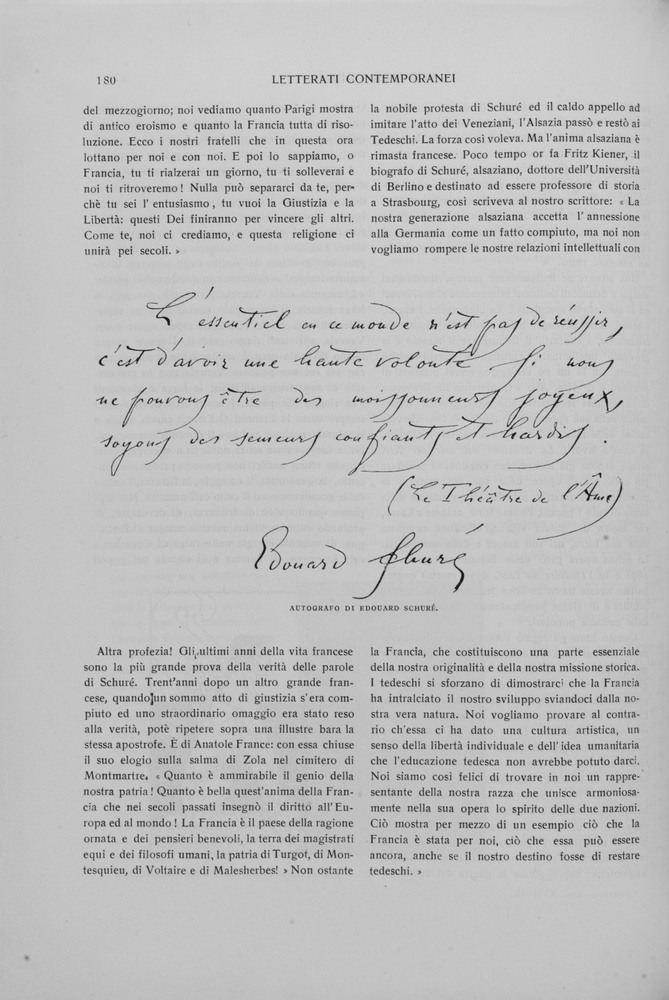 180
LETTERATI CONTEMPORANEI
del mezzogiorno; noi vediamo quanto Parigi mostra
di antico eroismo e quanto la Francia tutta di riso-
luzione. Ecco i nostri fratelli che in questa ora
lottano per noi e con noi. E poi lo sappiamo, o
Francia, tu ti rialzerai un giorno, tu ti solleverai e
noi ti ritroveremo! Nulla può separarci da te, per-
chè tu sei l'entusiasmo, tu vuoi la Giustizia e la
Libertà: questi Dei finiranno per vincere gli altri.
Come te, noi ci crediamo, e questa religione ci
unirà pei secoli. »
la nobile protesta di Schuré ed il caldo appello ad
imitare l'atto dei Veneziani, l'Alsazia passò e restò ai
Tedeschi. La forza così voleva. Ma l'anima alsaziana è
rimasta francese. Poco tempo or fa Fritz Kiener, il
biografo di Schuré, alsaziano, dottore dell'Università
di Berlino e destinato ad essere professore di storia
a Strasbourg, così scriveva al nostro scrittore: « La
nostra generazione alsaziana accetta l'annessione
alla Germania come un fatto compiuto, ma noi non
vogliamo rompere le nostre relazioni intellettuali con
L'essentiel en ce monde n'est pas de réussir,
c'est d'avoir une haute volonté. Si nous
ne pouvons être des moissonneurs joyeux,
soyons des semeurs confiants et hardis.
(Le Théâtre de l'Âme)
Edouard Schuré
AUTOGRAFO DI EDOUARD SCHURÉ.
Altra profezia! Gli ultimi anni della vita francese
sono la più grande prova della verità delle parole
di Schuré. Trent'anni dopo un altro grande fran-
cese, quando un sommo atto di giustizia s'era com-
piuto ed uno straordinario omaggio era stato reso
alla verità, potè ripetere sopra una illustre bara la
stessa apostrofe. È di Anatole France: con essa chiuse
il suo elogio sulla salma di Zola nel cimitero di
Montmartre. « Quanto è ammirabile il genio della
nostra patria! Quanto è bella quest'anima della Fran-
cia che nei secoli passati insegnò il diritto all'Eu-
ropa ed al mondo! La Francia è il paese della ragione
ornata e dei pensieri benevoli, la terra dei magistrati
equi e dei filosofi umani, la patria di Turgot, di Mon-
tesquieu, di Voltaire e di Malesherbes! » Non ostante
la Francia, che costituiscono una parte essenziale
della nostra originalità e della nostra missione storica.
I tedeschi si sforzano di dimostrarci che la Francia
ha intralciato il nostro sviluppo sviandoci dalla no-
stra vera natura. Noi vogliamo provare al contra-
rio ch'essa ci ha dato una cultura artistica, un
senso della libertà individuale e dell'idea umanitaria
che l'educazione tedesca non avrebbe potuto darci.
Noi siamo così felici di trovare in noi un rappre-
sentante della nostra razza che unisce armoniosa-
mente nella sua opera lo spirito delle due nazioni.
Ciò mostra per mezzo di un esempio ciò che la
Francia è stata per noi, ciò che essa può essere
ancora, anche se il nostro destino fosse di restare
tedeschi. »